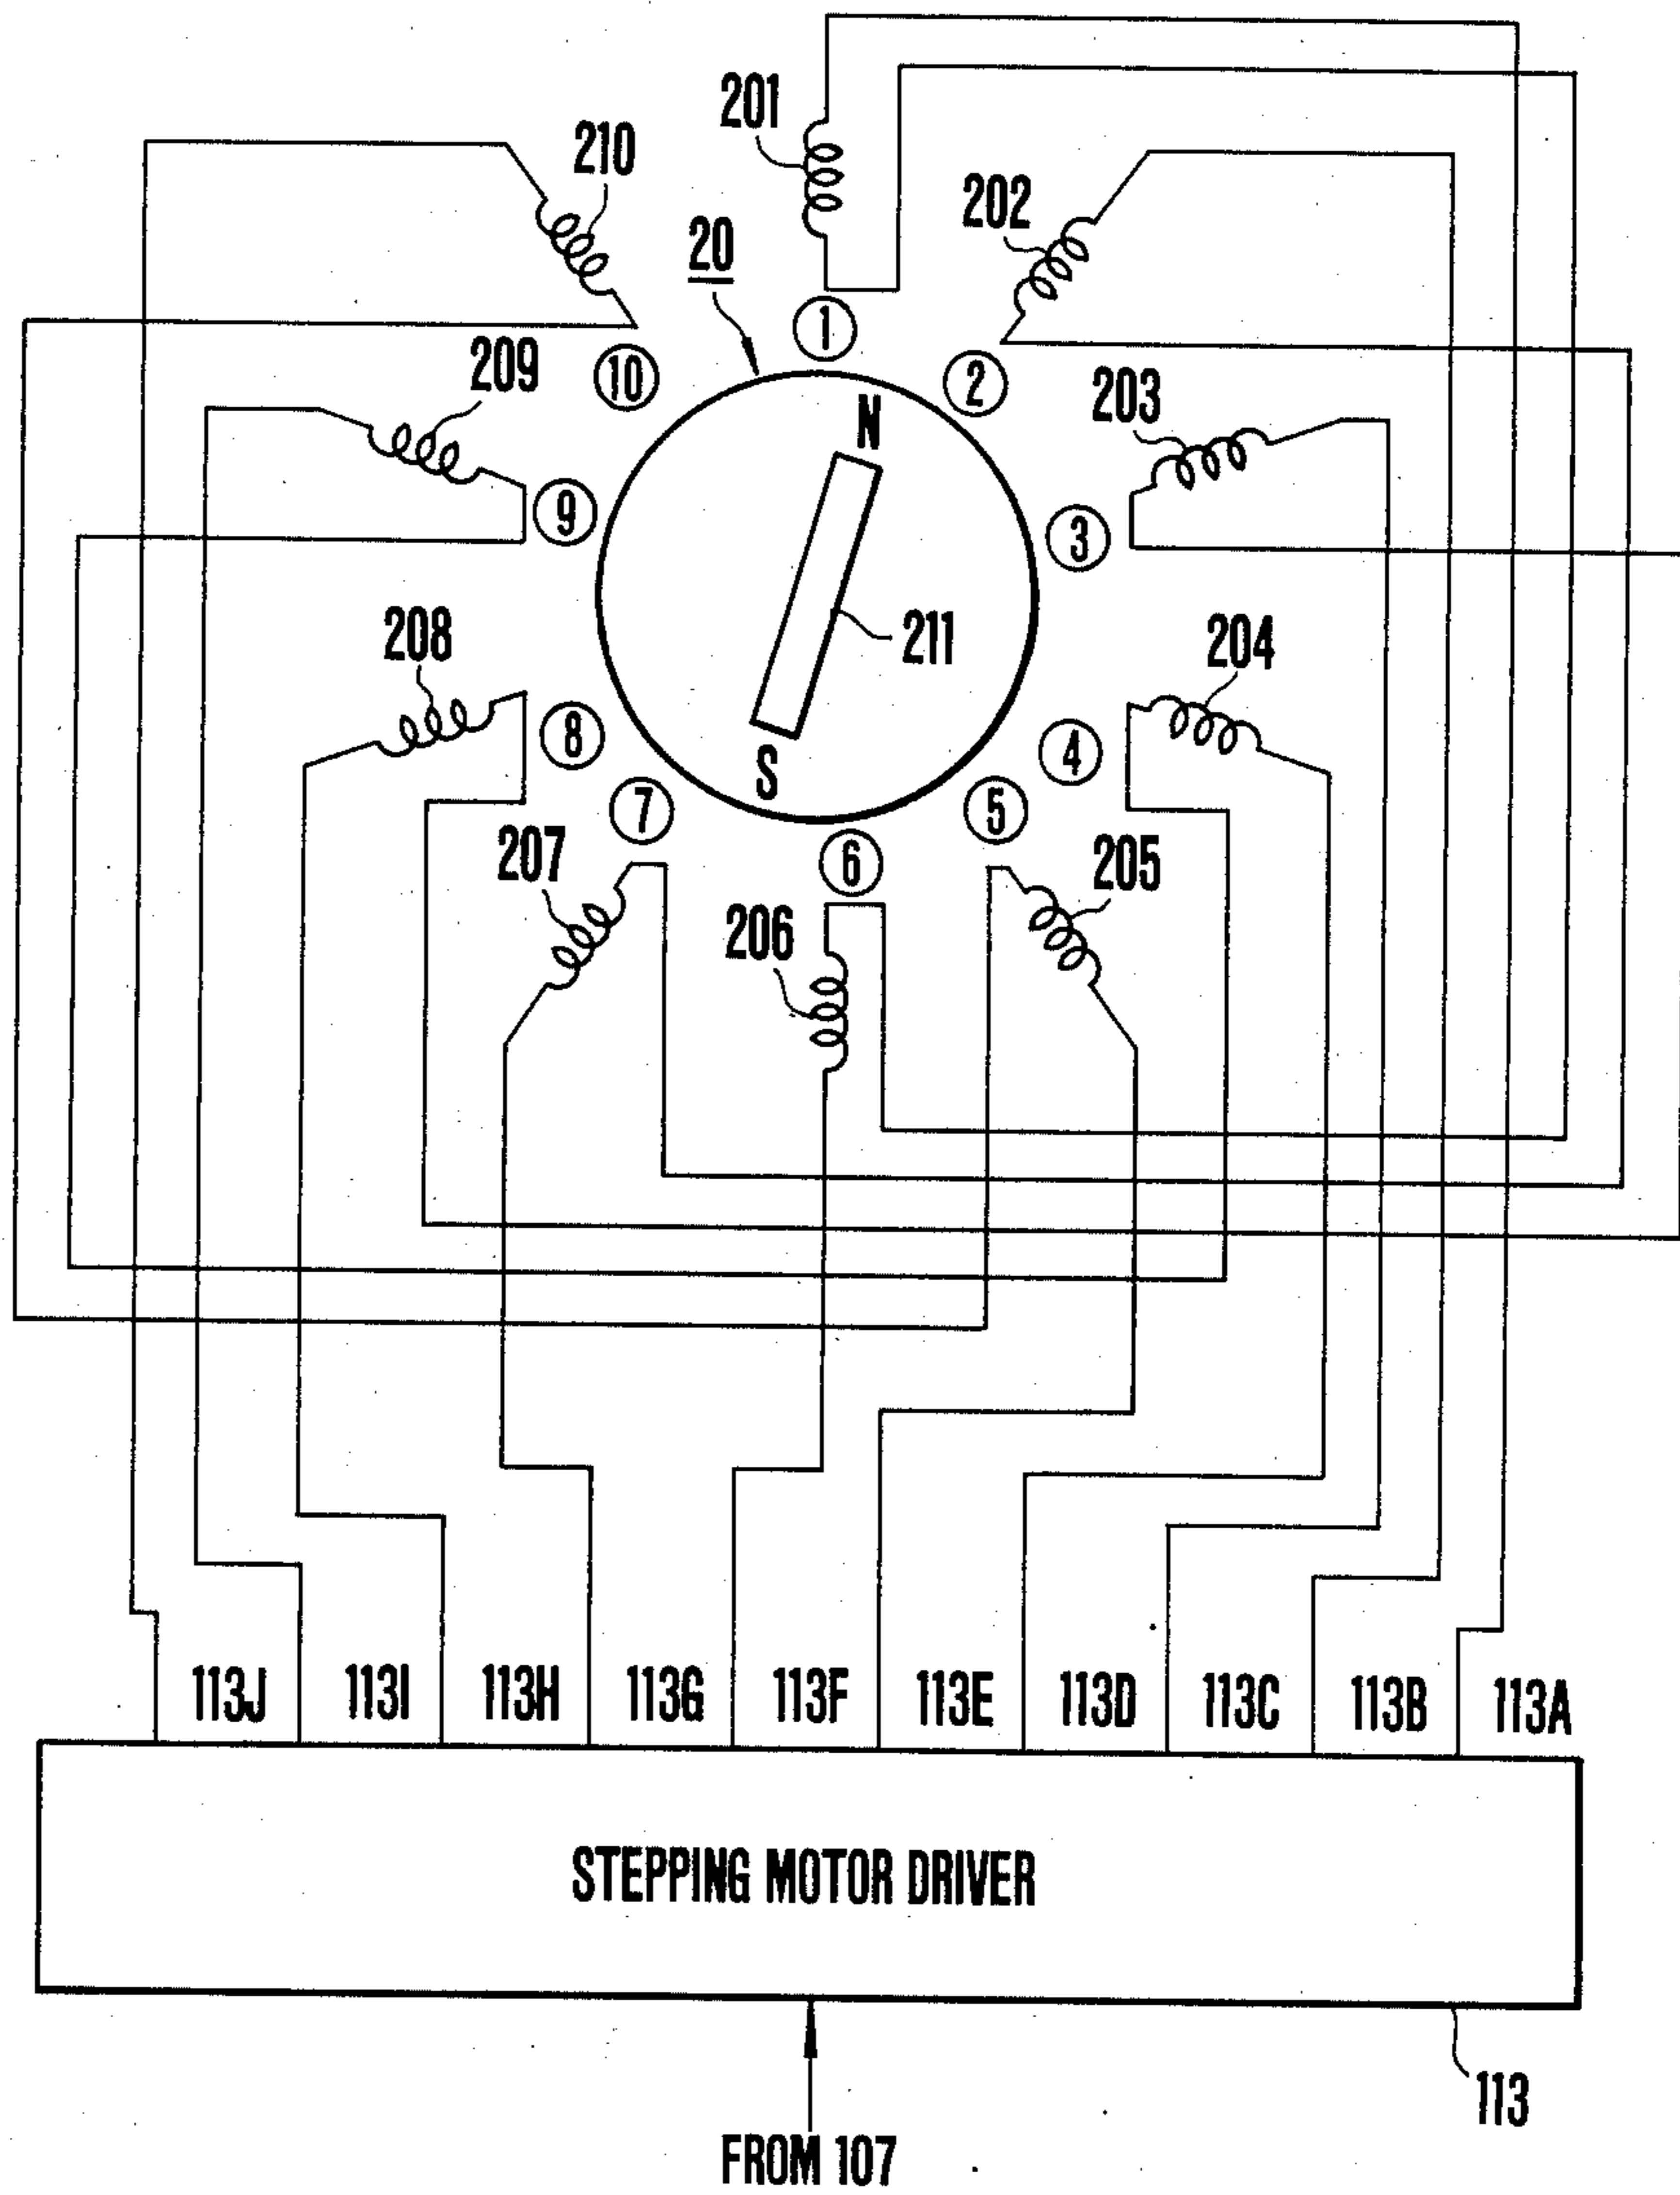 201
210
202
20
1
10
2
N
209
203
9
3
211
208
204
8
4
S
7
5
6
207
205
206
113J
113I
113H
113G
113F
113E
113D
113C
113B
113A
STEPPING MOTOR DRIVER
113
FROM 107